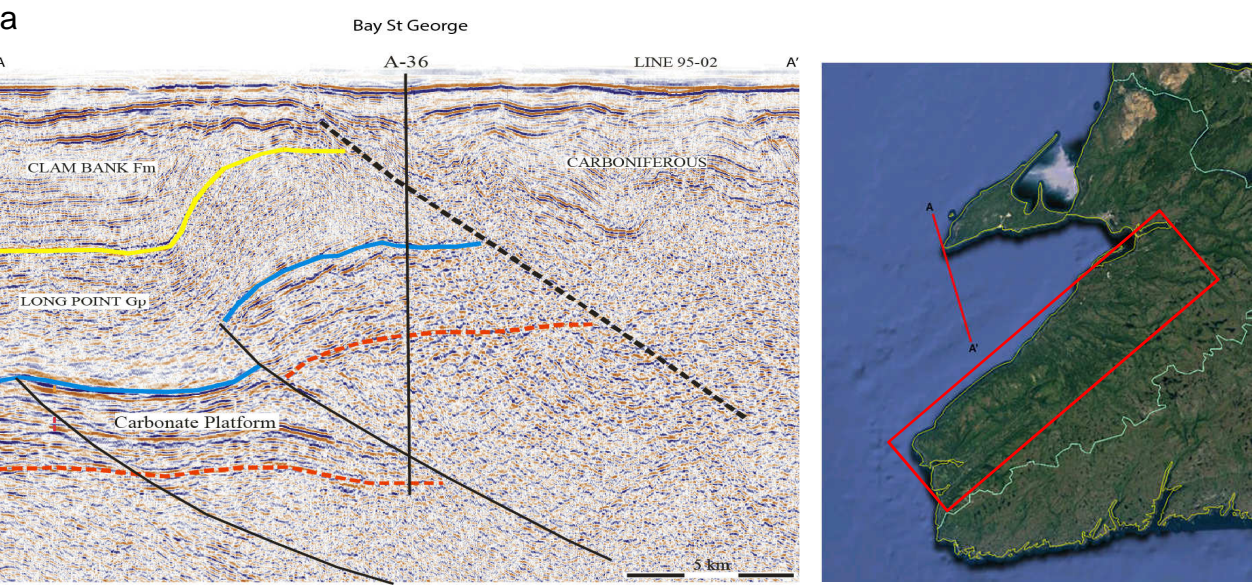 a
Bay St George
A
A-36
LINE 95-02
A'
CLAM BANK Fm
CARBONIFEROUS
LONG POINT Gp
Carbonate Platform
5 km
A
A'